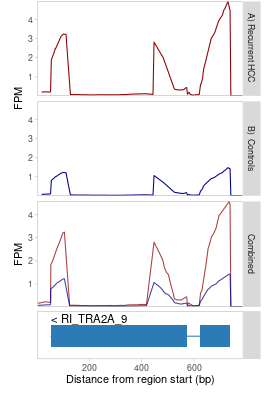 4
3
2
1
A) Recurrent HCC
FPM
4
3
2
1
B) Controls
4
3
2
1
Combined
FPM
< RI_TRA2A_9
200
400
600
Distance from region start (bp)